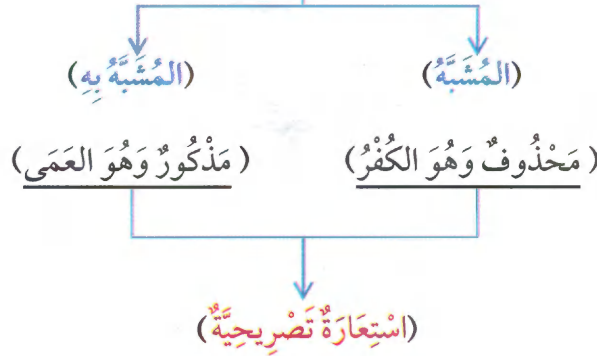 (المُشَبَّهُ) (المُشَبَّهُ بِهِ)
(مَحْذُوفٌ وَهُوَ الكُفْرُ) (مَذْكُورٌ وَهُوَ العَمَى)
(اسْتِعَارَةٌ تَصْرِيحِيَّةٌ)